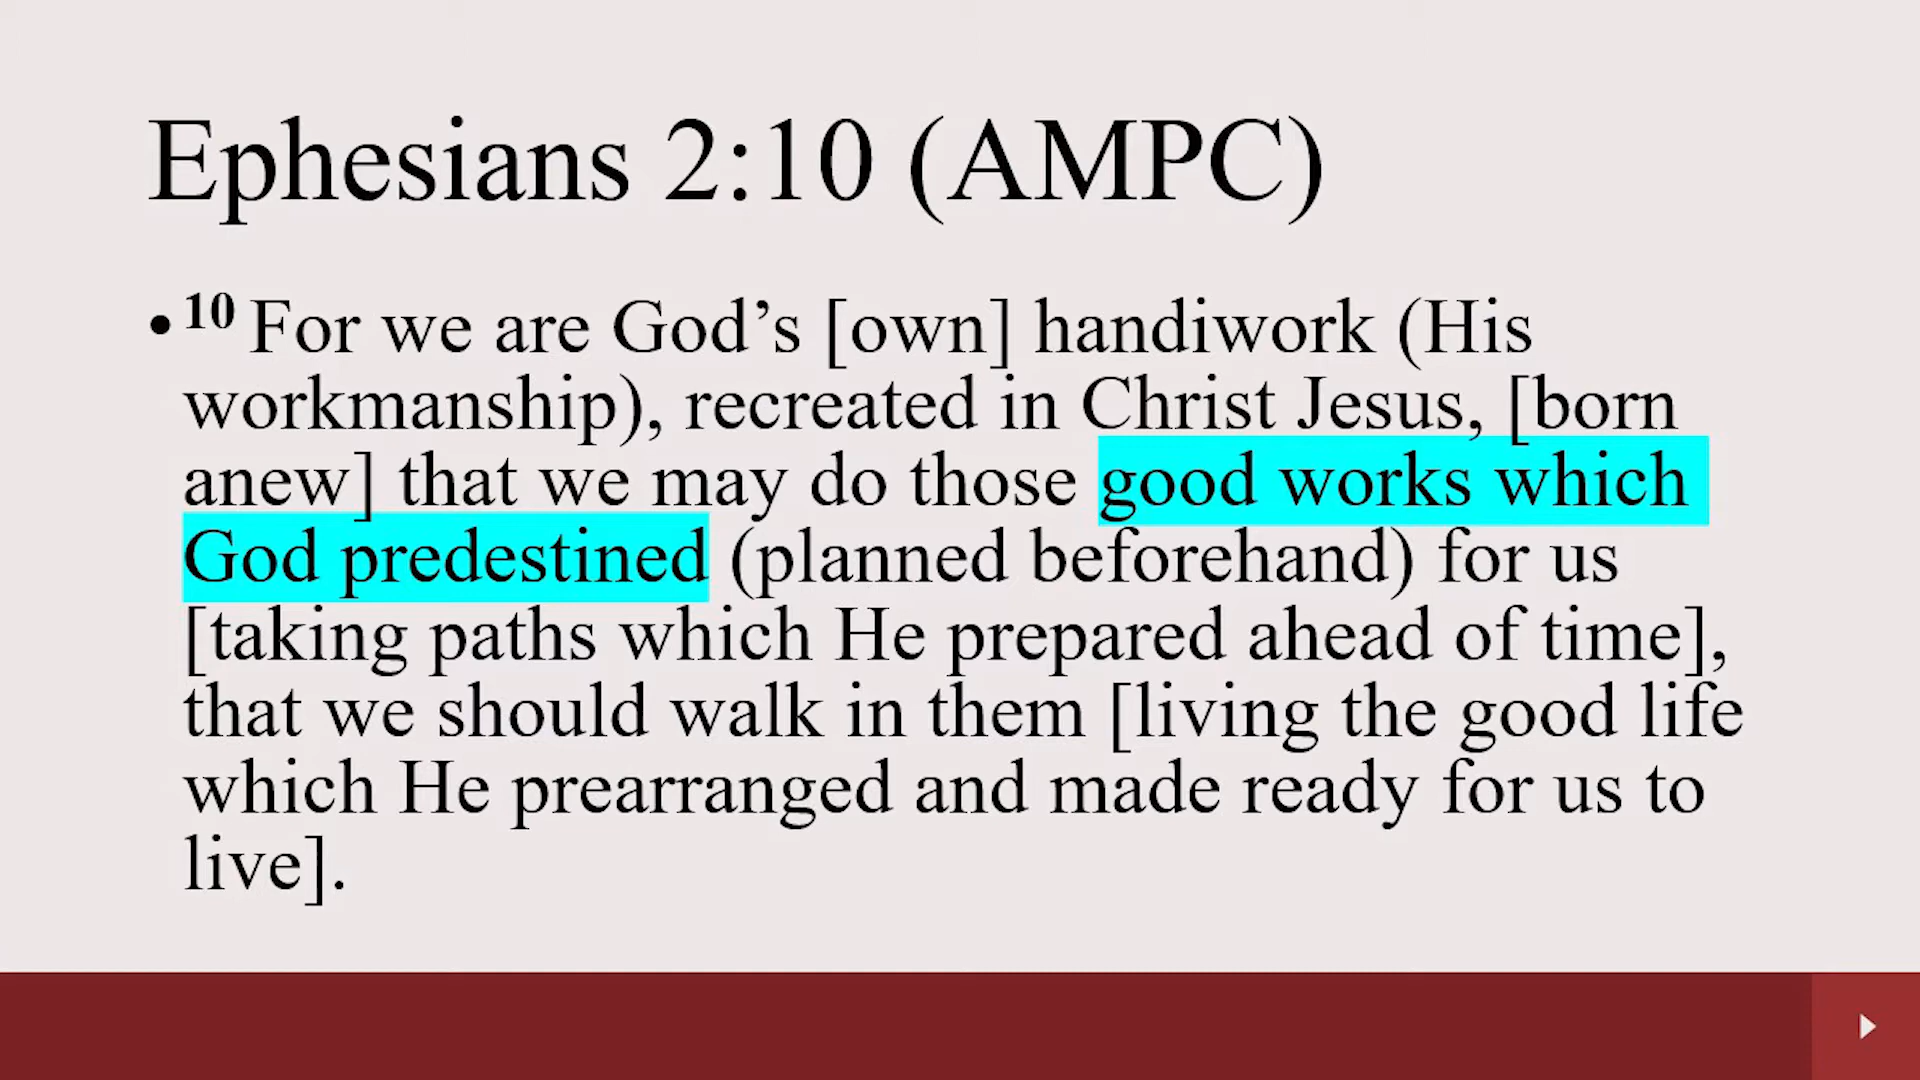 Ephesians 2:10 (AMPC)
• 10 For we are God’s [own] handiwork (His
workmanship), recreated in Christ Jesus, [born
anew] that we may do those good works which
God predestined (planned beforehand) for us
[taking paths which He prepared ahead of time],
that we should walk in them [living the good life
which He prearranged and made ready for us to
live].